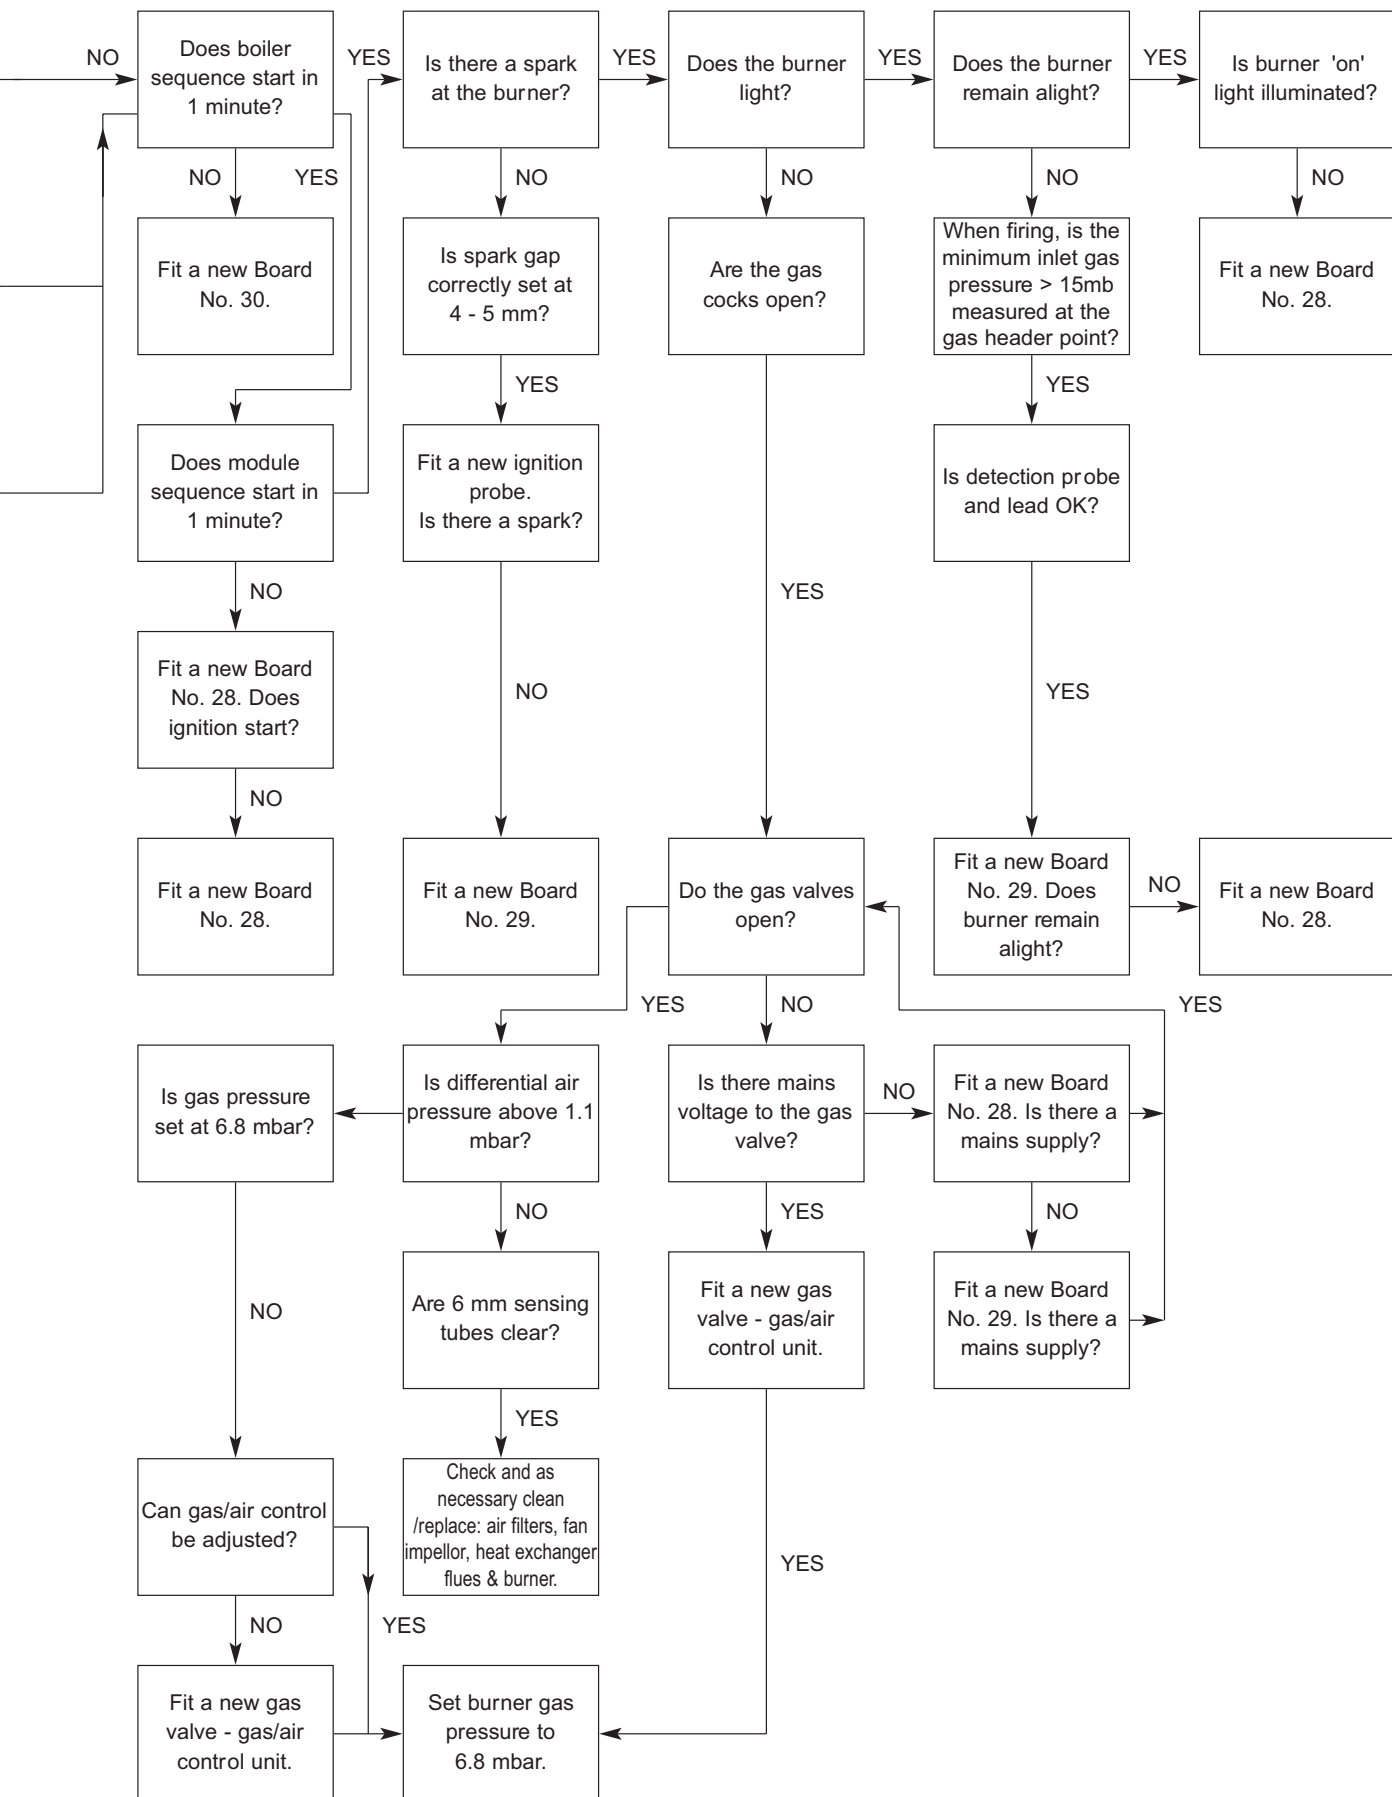 NO
Does boiler
sequence start in
1 minute?
YES
Is there a spark
at the burner?
YES
Does the burner
light?
YES
Does the burner
remain alight?
YES
Is burner 'on'
light illuminated?
NO
YES
NO
NO
NO
NO
Fit a new Board
No. 30.
Is spark gap
correctly set at
4 - 5 mm?
Are the gas
cocks open?
When firing, is the
minimum inlet gas
pressure > 15mb
measured at the
gas header point?
Fit a new Board
No. 28.
YES
YES
Does module
sequence start in
1 minute?
Fit a new ignition
probe.
Is there a spark?
Is detection probe
and lead OK?
NO
YES
Fit a new Board
No. 28. Does
ignition start?
NO
YES
NO
Fit a new Board
No. 28.
Fit a new Board
No. 29.
Do the gas valves
open?
Fit a new Board
No. 29. Does
burner remain
alight?
NO
Fit a new Board
No. 28.
YES
NO
YES
Is gas pressure
set at 6.8 mbar?
Is differential air
pressure above 1.1
mbar?
Is there mains
voltage to the gas
valve?
NO
Fit a new Board
No. 28. Is there a
mains supply?
NO
YES
NO
NO
Are 6 mm sensing
tubes clear?
Fit a new gas
valve - gas/air
control unit.
Fit a new Board
No. 29. Is there a
mains supply?
YES
Can gas/air control
be adjusted?
Check and as
necessary clean
/replace: air filters, fan
impellor, heat exchanger
flues & burner.
YES
NO
YES
Fit a new gas
valve - gas/air
control unit.
Set burner gas
pressure to
6.8 mbar.